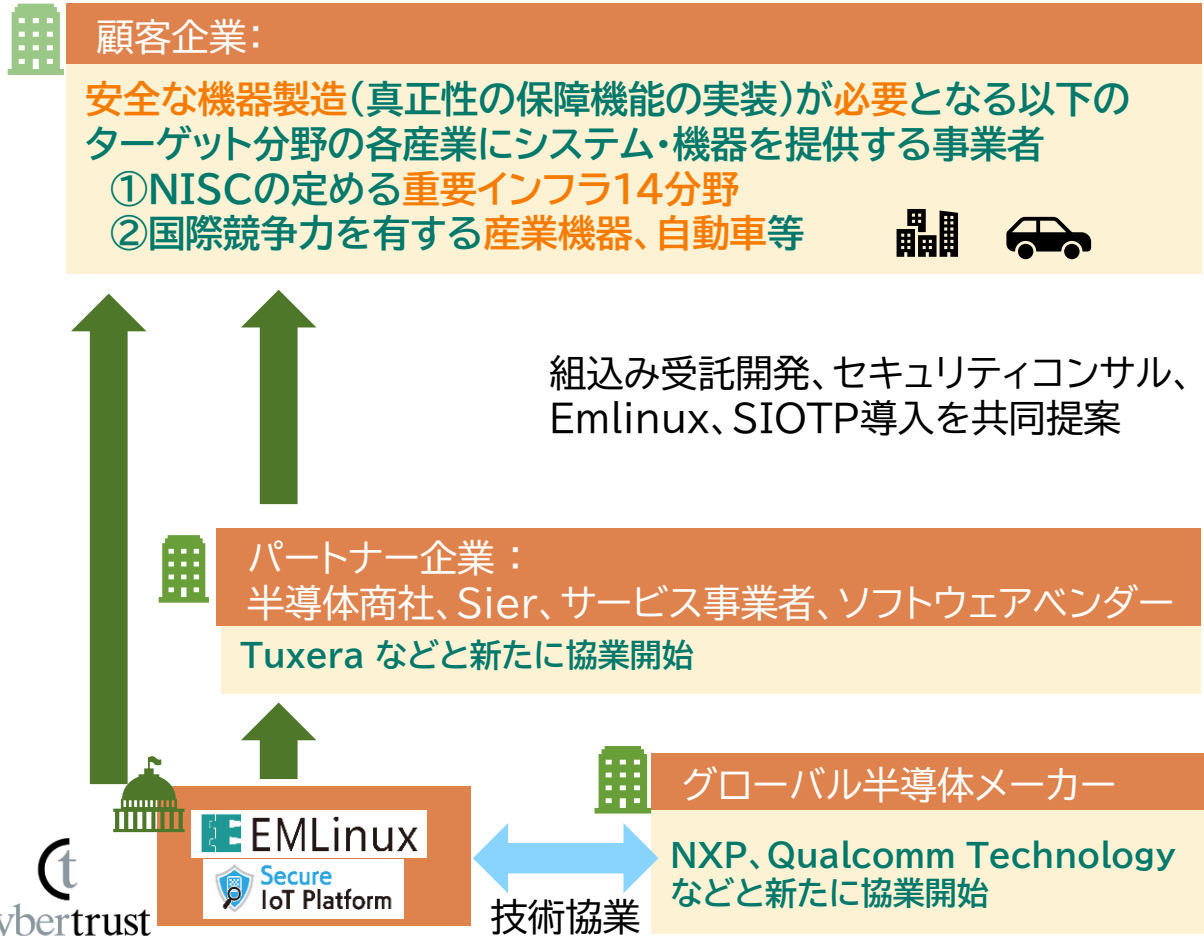 顧客企業：
安全な機器製造（真正性の保障機能の実装）が必要となる以下の
ターゲット分野の各産業にシステム・機器を提供する事業者
①NISCの定める重要インフラ14分野
②国際競争力を有する産業機器、自動車等
組込み受託開発、セキュリティコンサル、
Emlinux、SIOTP導入を共同提案
パートナー企業：
半導体商社、Sier、サービス事業者、ソフトウェアベンダー
Tuxera などと新たに協業開始
グローバル半導体メーカー
NXP、Qualcomm Technology
などと新たに協業開始
EMLinux
Secure
IoT Platform
技術協業
ct
ybertrust